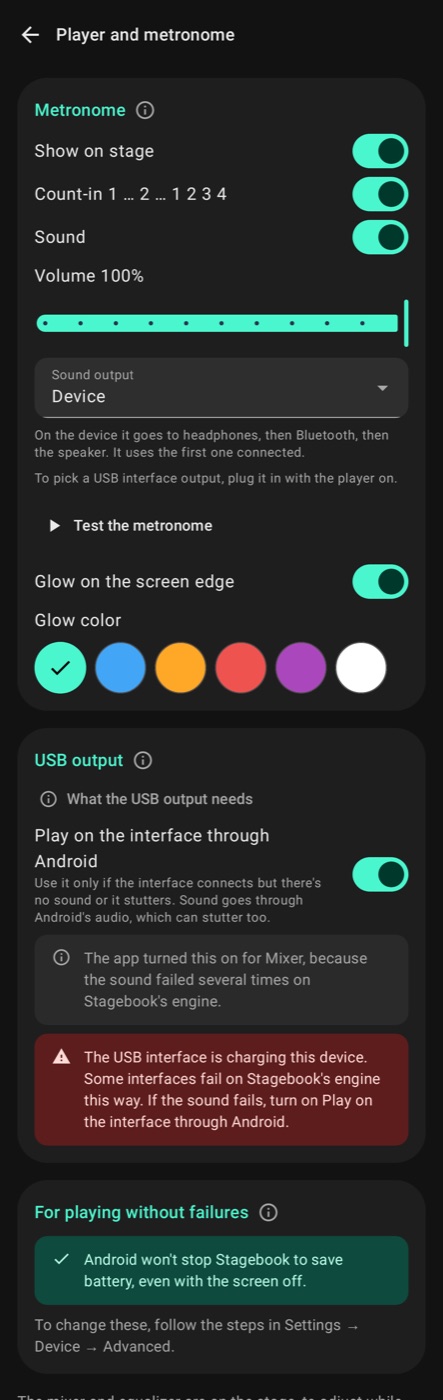 Player and metronome
Metronome
Show on stage
Count-in 1 … 2 … 1 2 3 4
Sound
Volume 100%
Sound output
Device
On the device it goes to headphones, then Bluetooth, then
the speaker. It uses the first one connected.
To pick a USB interface output, plug it in with the player on.
Test the metronome
Glow on the screen edge
Glow color
USB output
What the USB output needs
Play on the interface through
Android
Use it only if the interface connects but there's
no sound or it stutters. Sound goes through
Android's audio, which can stutter too.
The app turned this on for Mixer, because
the sound failed several times on
Stagebook's engine.
The USB interface is charging this device.
Some interfaces fail on Stagebook's engine
this way. If the sound fails, turn on Play on
the interface through Android.
For playing without failures
Android won't stop Stagebook to save
battery, even with the screen off.
To change these, follow the steps in Settings →
Device → Advanced.